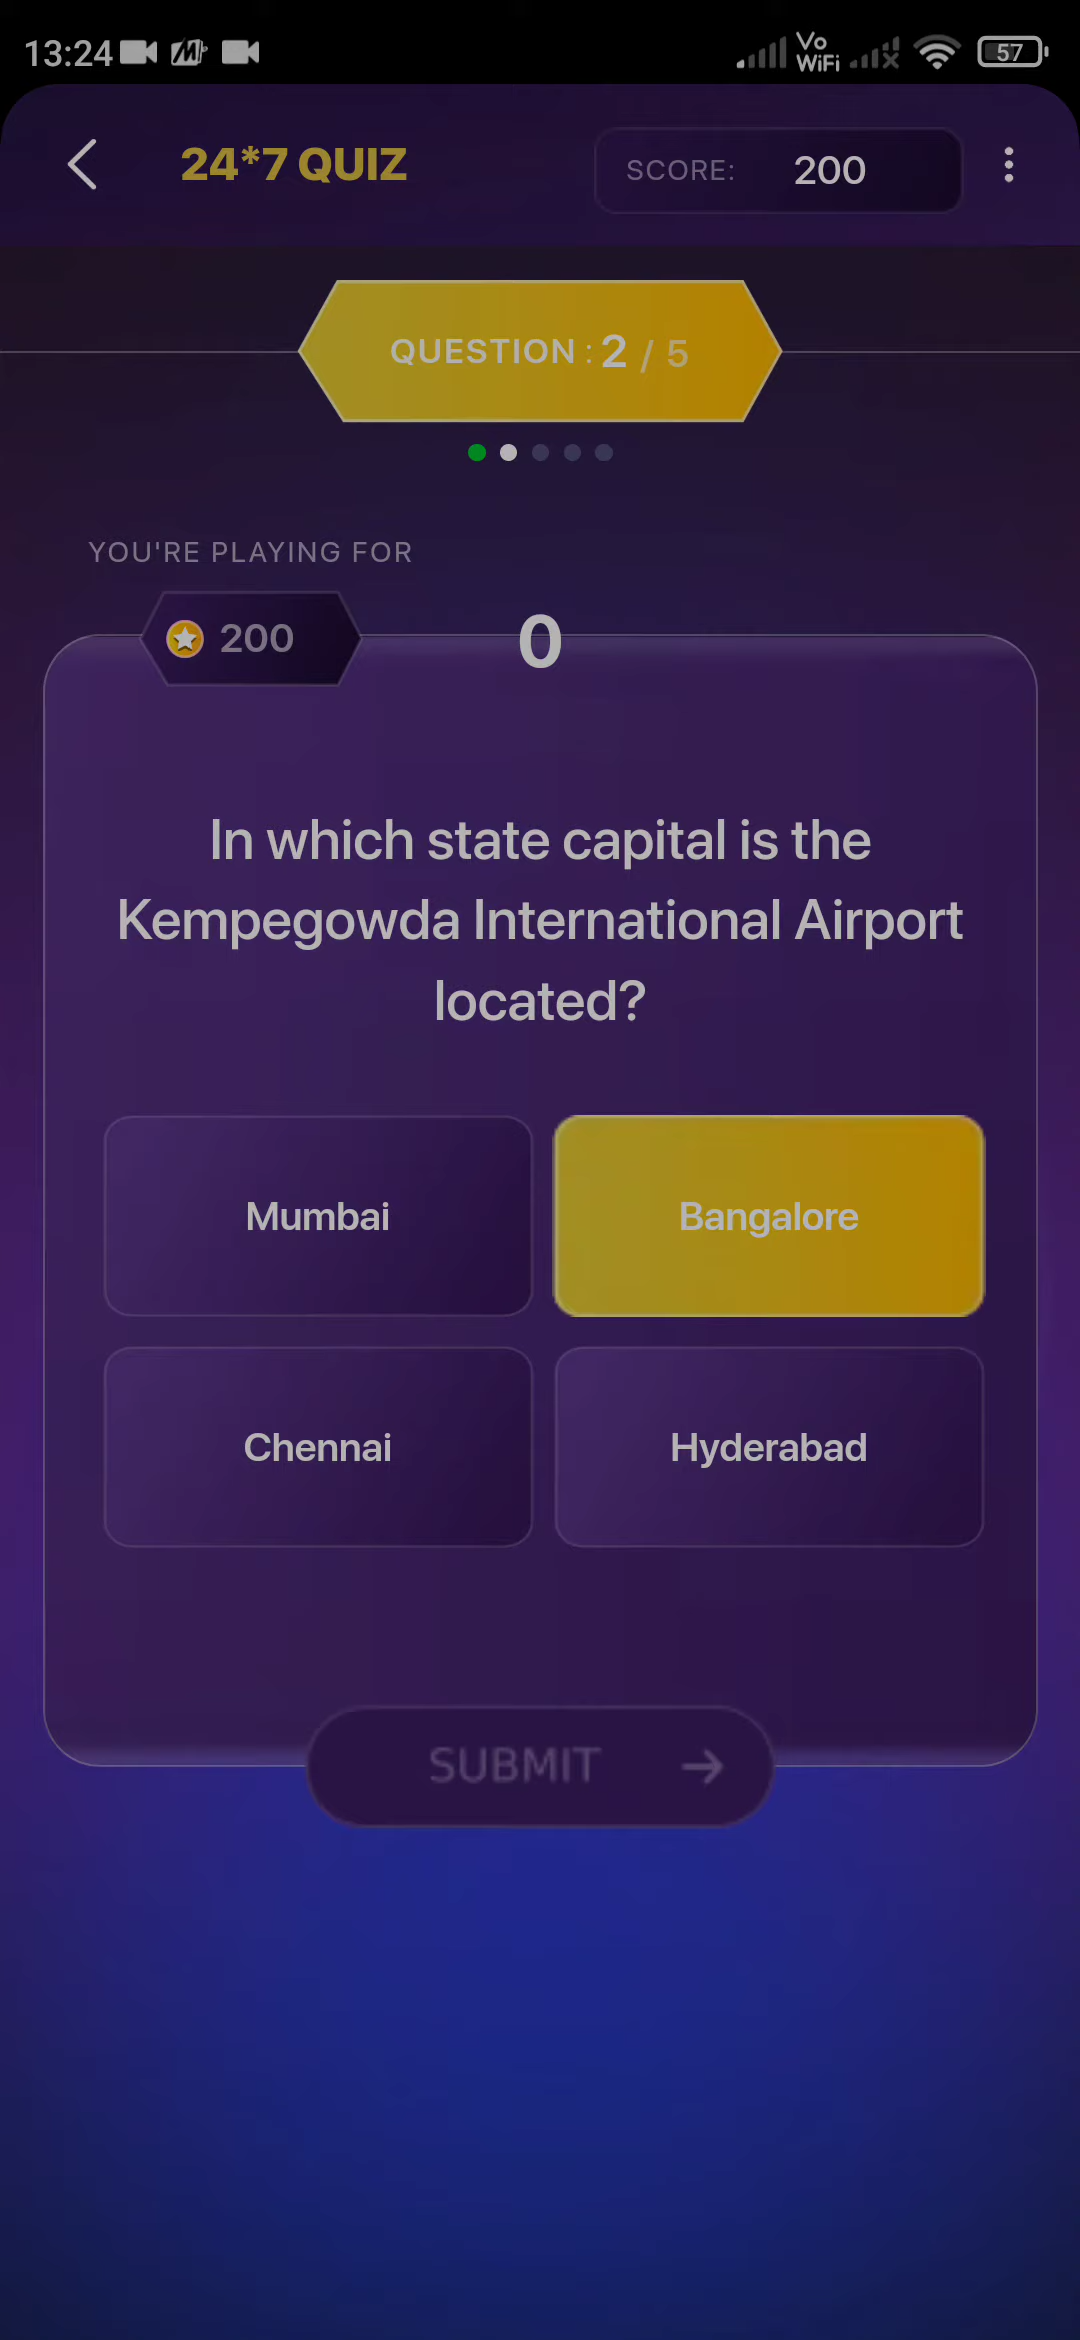 13:24
Vo
WiFi
57
24*7 QUIZ
SCORE: 200
QUESTION : 2 / 5
YOU'RE PLAYING FOR
200
0
In which state capital is the
Kempegowda International Airport
located?
Mumbai
Bangalore
Chennai
Hyderabad
SUBMIT